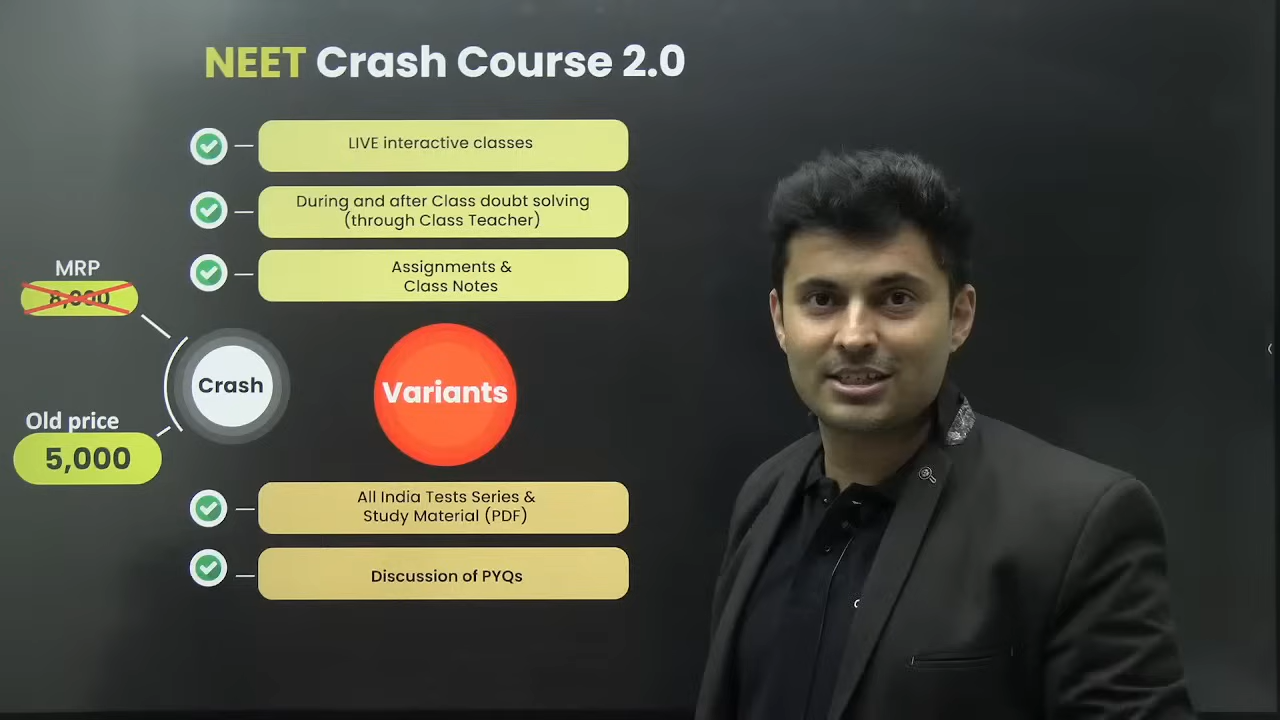 NEET Crash Course 2.0
LIVE interactive classes
During and after Class doubt solving
(through Class Teacher)
Assignments &
Class Notes
MRP
8,000
Crash
Variants
Old price
5,000
All India Tests Series &
Study Material (PDF)
Discussion of PYQs